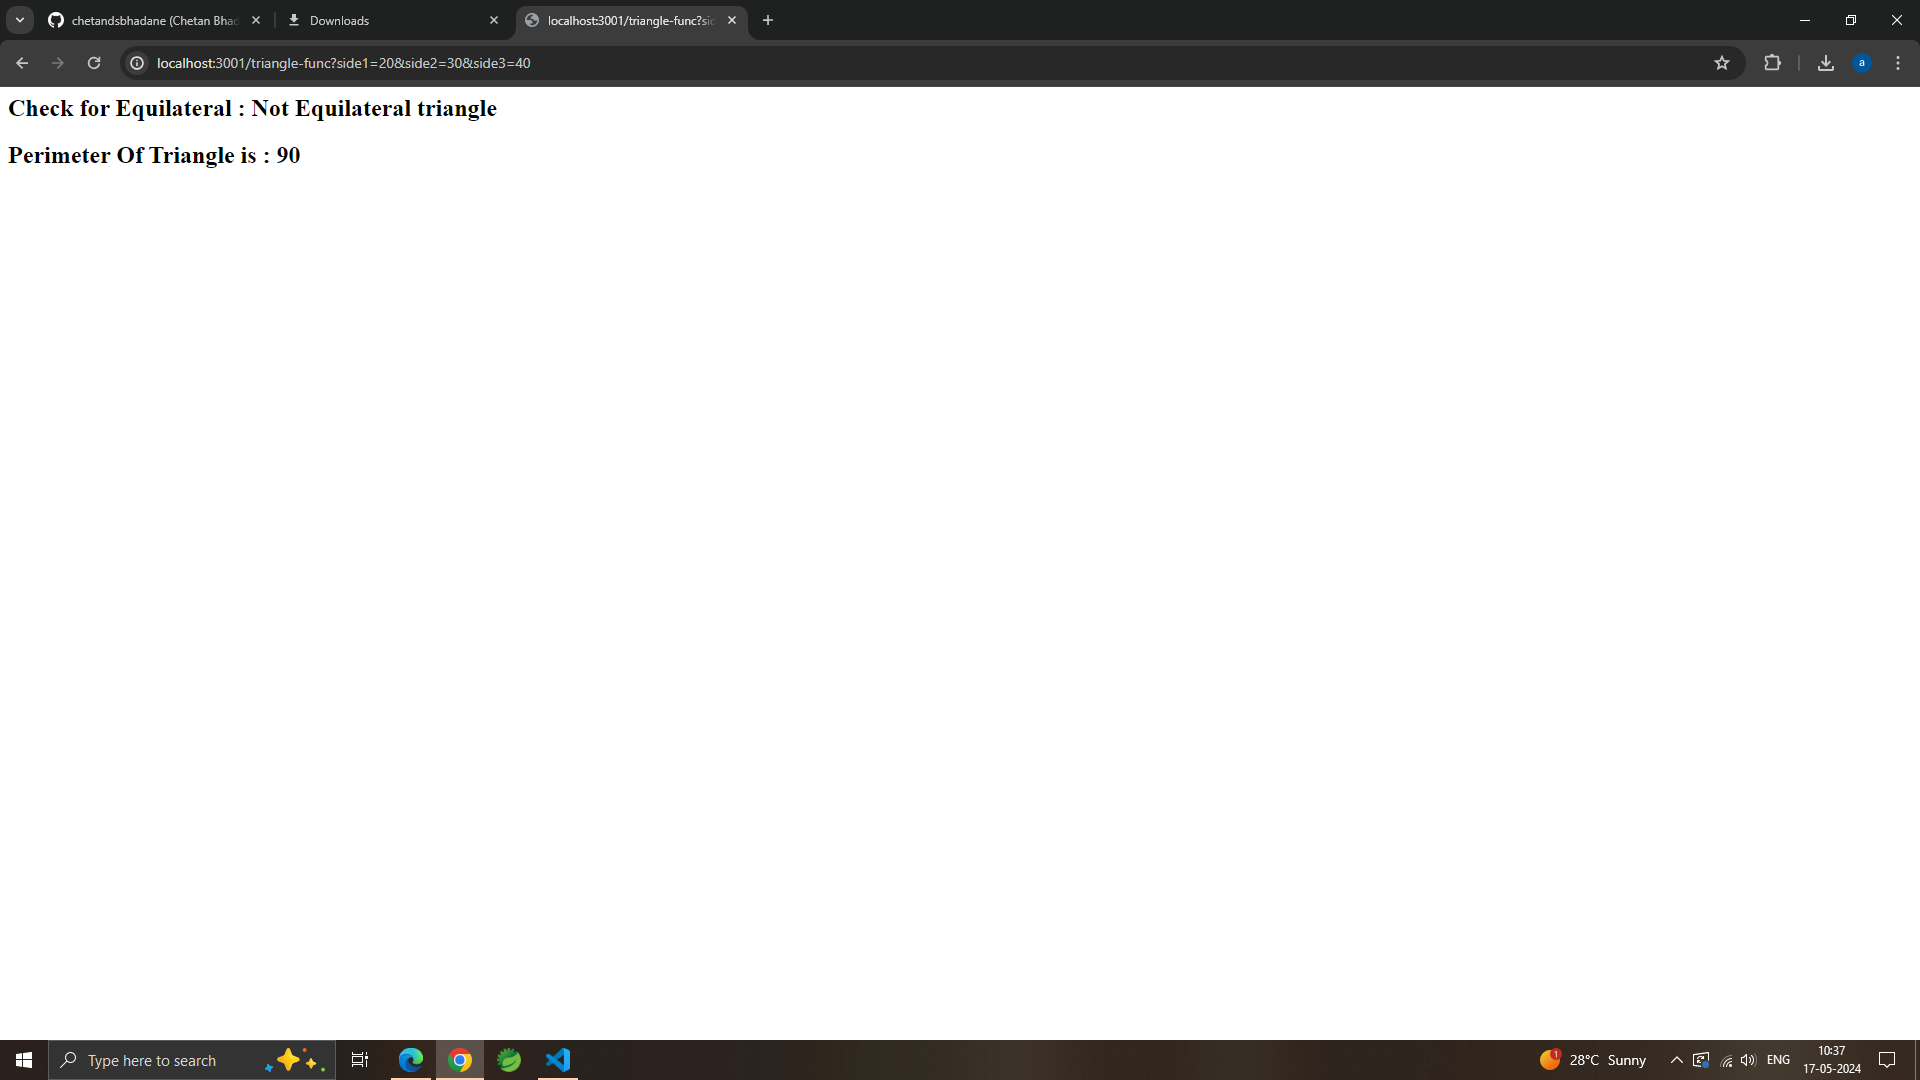 chetandsbhadane (Chetan Bhad
Downloads
localhost:3001/triangle-func?si
localhost:3001/triangle-func?side1=20&side2=30&side3=40
a
Check for Equilateral : Not Equilateral triangle
Perimeter Of Triangle is : 90
Type here to search
1
28°C Sunny
ENG
10:37
17-05-2024